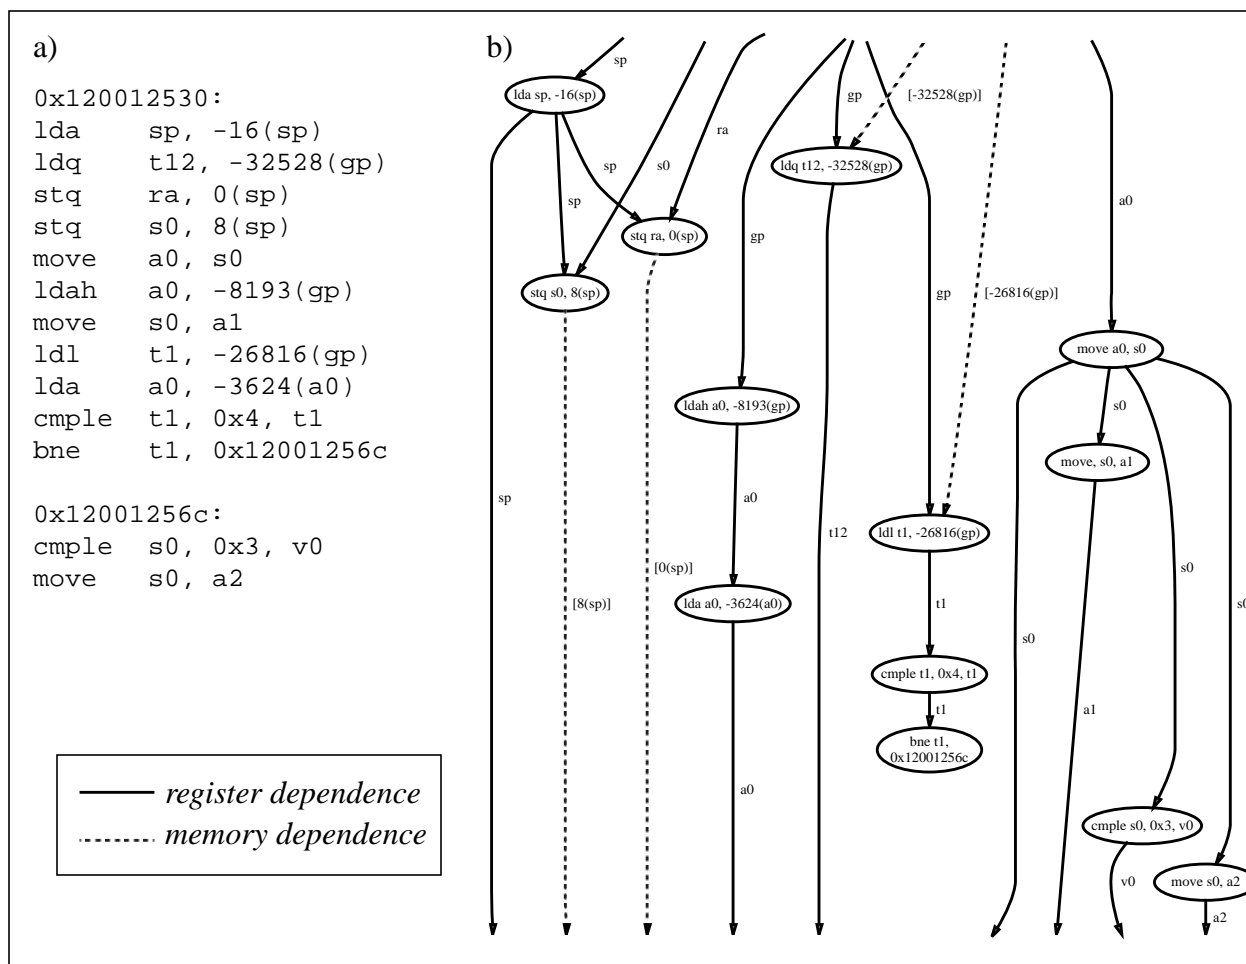 a)
0x120012530:
lda sp, -16(sp)
ldq t12, -32528(gp)
stq ra, 0(sp)
stq s0, 8(sp)
move a0, s0
ldah a0, -8193(gp)
move s0, a1
ldl t1, -26816(gp)
lda a0, -3624(a0)
cmple t1, 0x4, t1
bne t1, 0x12001256c
0x12001256c:
cmple s0, 0x3, v0
move s0, a2
register dependence
memory dependence
b)
sp
lda sp, -16(sp)
gp
[-32528(gp)]
ra
sp
s0
ldq t12, -32528(gp)
sp
a0
stq ra, 0(sp)
gp
stq s0, 8(sp)
gp
[-26816(gp)]
move a0, s0
ldah a0, -8193(gp)
s0
move, s0, a1
sp
a0
t12
ldl t1, -26816(gp)
[0(sp)]
s0
[8(sp)]
lda a0, -3624(a0)
t1
s0
s0
cmple t1, 0x4, t1
t1
a1
bne t1,
0x12001256c
a0
cmple s0, 0x3, v0
v0
move s0, a2
a2